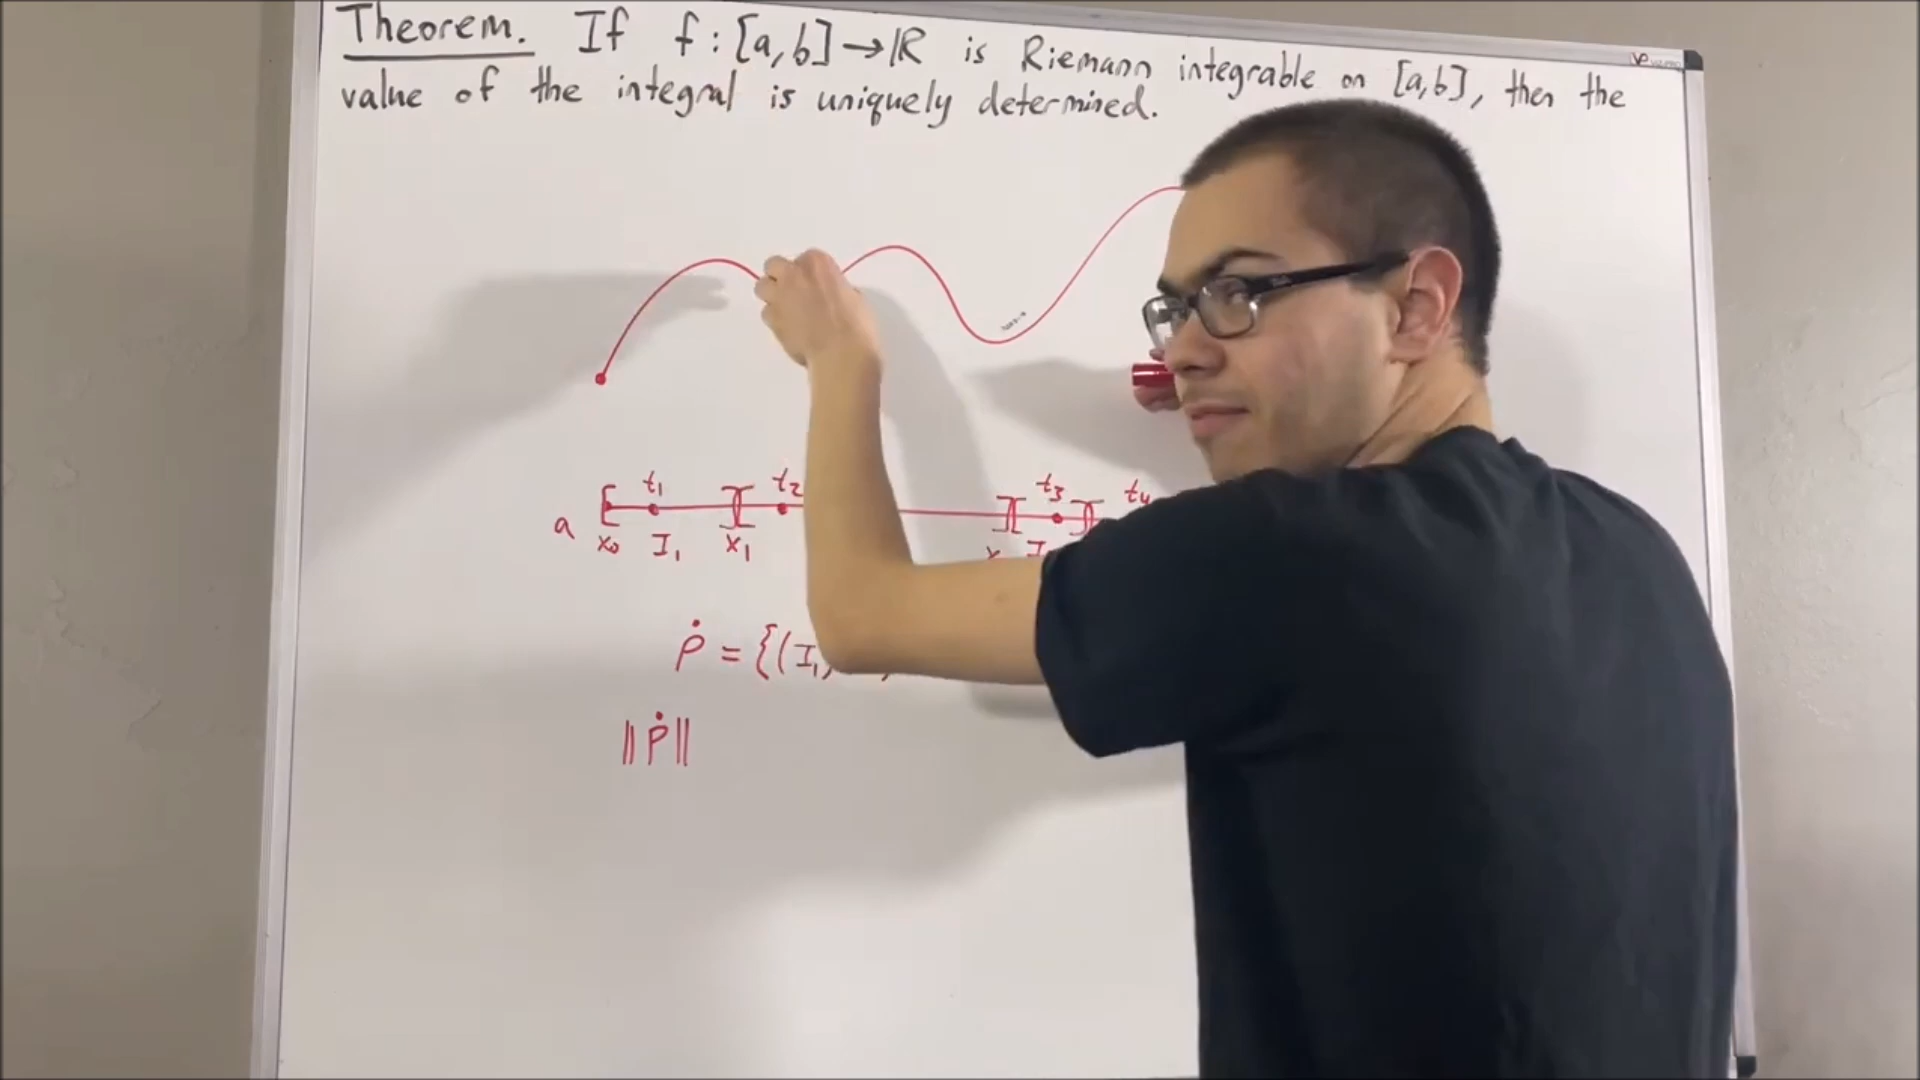 Theorem. If f : [a,b] → ℝ is Riemann integrable on [a,b], then the
value of the integral is uniquely determined.
t₁ t₂ t₃ t₄
a
x₀ I₁ x₁ x I
Ṗ = {(I₁,
||Ṗ||